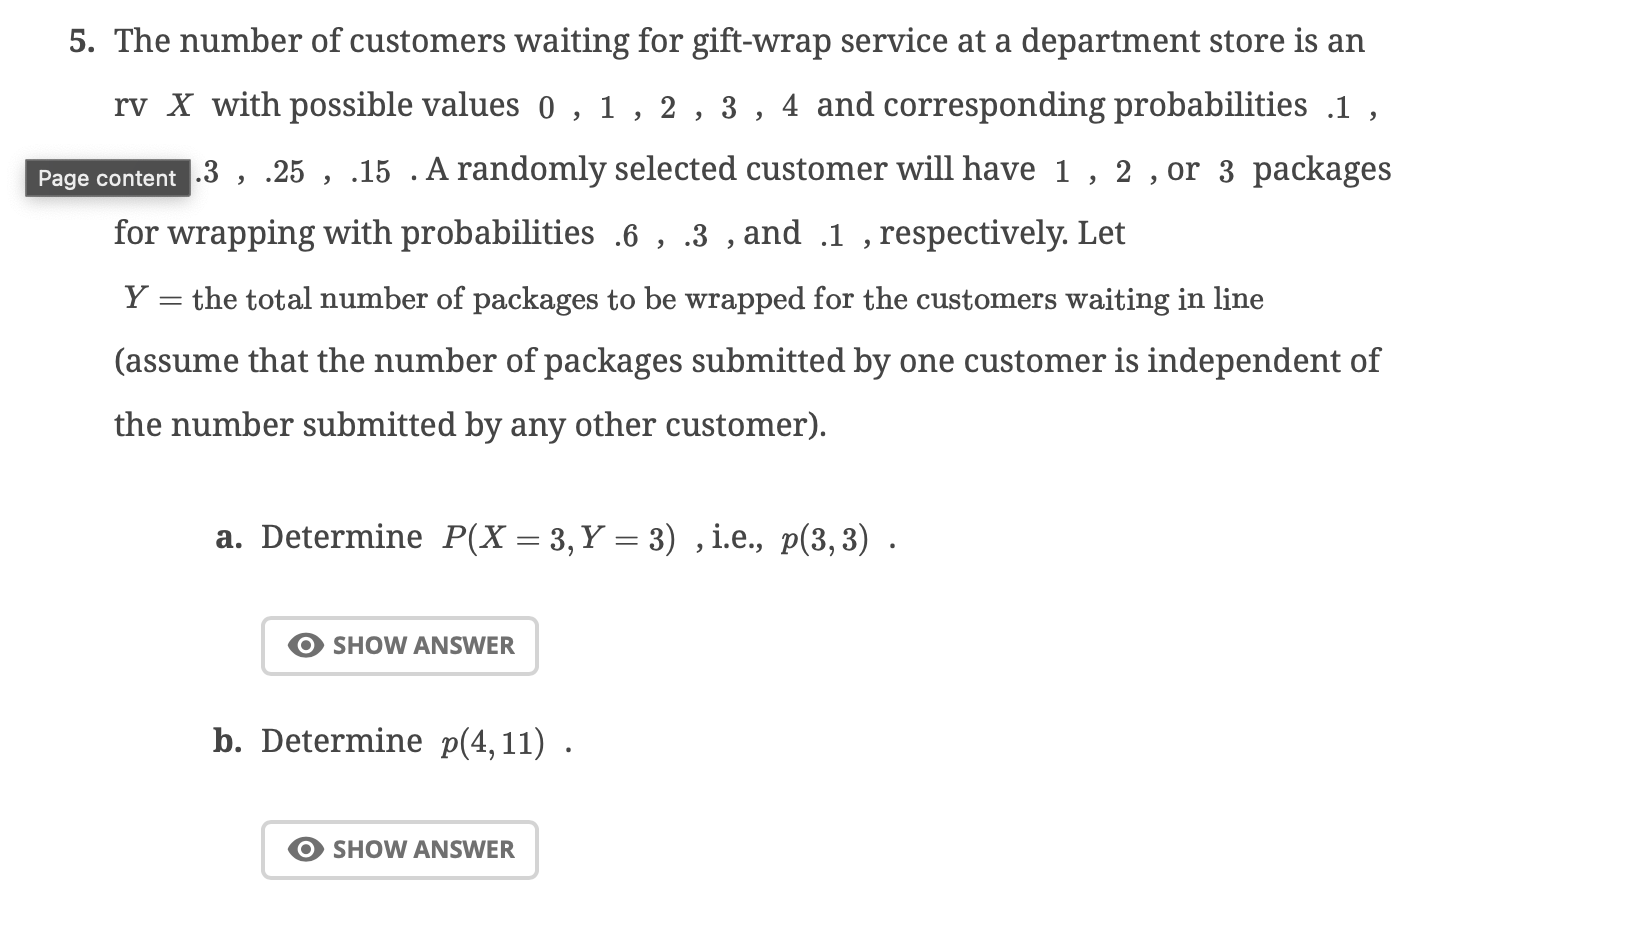 5. The number of customers waiting for gift-wrap service at a department store is an
rv X with possible values 0 , 1 , 2 , 3 , 4 and corresponding probabilities .1 ,
Page content .3 , .25 , .15 . A randomly selected customer will have 1 , 2 , or 3 packages
for wrapping with probabilities .6 , .3 , and .1 , respectively. Let
Y = the total number of packages to be wrapped for the customers waiting in line
(assume that the number of packages submitted by one customer is independent of
the number submitted by any other customer).
a. Determine P(X = 3, Y = 3) , i.e., p(3, 3) .
SHOW ANSWER
b. Determine p(4, 11) .
SHOW ANSWER